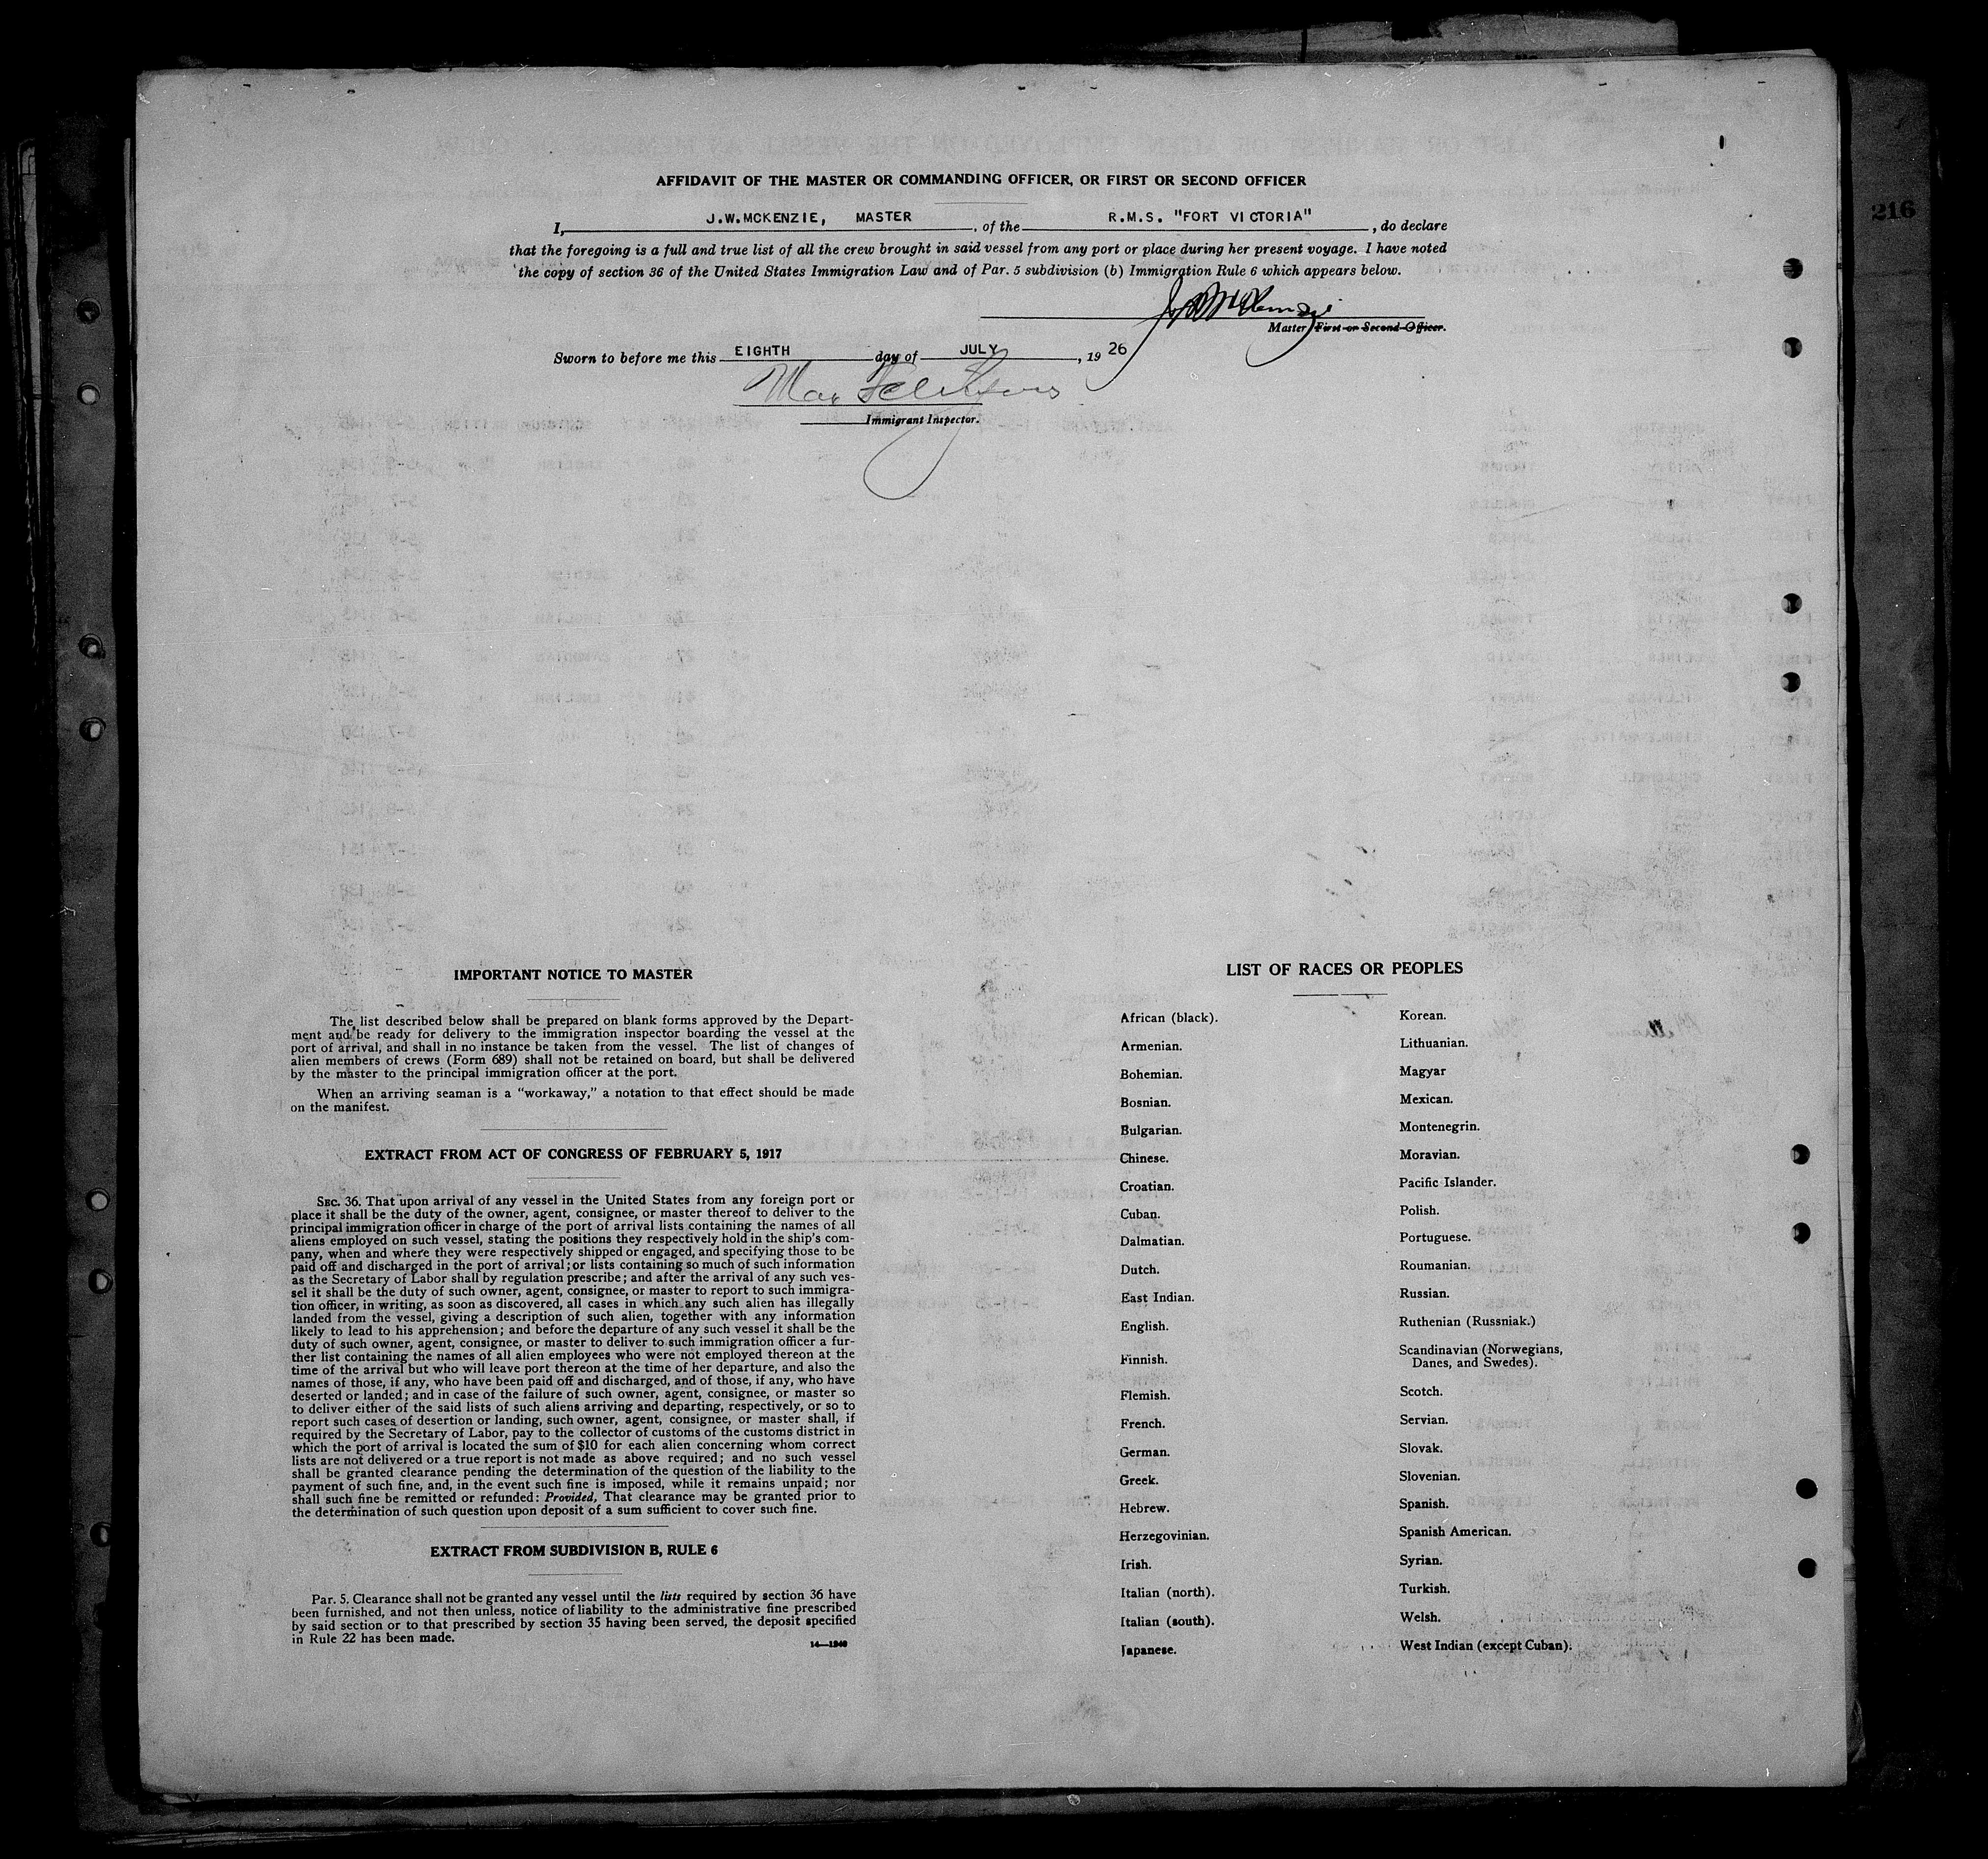 216
AFFIDAVIT OF THE MASTER OR COMMANDING OFFICER, OR FIRST OR SECOND OFFICER
I, J.W.MCKENZIE, MASTER, of the R.M.S. "FORT VICTORIA", do declare
that the foregoing is a full and true list of all the crew brought in said vessel from any port or place during her present voyage. I have noted
the copy of section 36 of the United States Immigration Law and of Par. 5 subdivision (b) Immigration Rule 6 which appears below.
Master First or Second Officer.
Sworn to before me this EIGHTH day of JULY, 19 26
Immigrant Inspector.
IMPORTANT NOTICE TO MASTER
The list described below shall be prepared on blank forms approved by the Depart-
ment and be ready for delivery to the immigration inspector boarding the vessel at the
port of arrival, and shall in no instance be taken from the vessel. The list of changes of
alien members of crews (Form 689) shall not be retained on board, but shall be delivered
by the master to the principal immigration officer at the port.
When an arriving seaman is a "workaway," a notation to that effect should be made
on the manifest.
EXTRACT FROM ACT OF CONGRESS OF FEBRUARY 5, 1917
SEC. 36. That upon arrival of any vessel in the United States from any foreign port or
place it shall be the duty of the owner, agent, consignee, or master thereof to deliver to the
principal immigration officer in charge of the port of arrival lists containing the names of all
aliens employed on such vessel, stating the positions they respectively hold in the ship's com-
pany, when and where they were respectively shipped or engaged, and specifying those to be
paid off and discharged in the port of arrival; or lists containing so much of such information
as the Secretary of Labor shall by regulation prescribe; and after the arrival of any such ves-
sel it shall be the duty of such owner, agent, consignee, or master to report to such immigra-
tion officer, in writing, as soon as discovered, all cases in which any such alien has illegally
landed from the vessel, giving a description of such alien, together with any information
likely to lead to his apprehension; and before the departure of any such vessel it shall be the
duty of such owner, agent, consignee, or master to deliver to such immigration officer a fur-
ther list containing the names of all alien employees who were not employed thereon at the
time of the arrival but who will leave port thereon at the time of her departure, and also the
names of those, if any, who have been paid off and discharged, and of those, if any, who have
deserted or landed; and in case of the failure of such owner, agent, consignee, or master so
to deliver either of the said lists of such aliens arriving and departing, respectively, or so to
report such cases of desertion or landing, such owner, agent, consignee, or master shall, if
required by the Secretary of Labor, pay to the collector of customs of the customs district in
which the port of arrival is located the sum of $10 for each alien concerning whom correct
lists are not delivered or a true report is not made as above required; and no such vessel
shall be granted clearance pending the determination of the question of the liability to the
payment of such fine, and, in the event such fine is imposed, while it remains unpaid; nor
shall such fine be remitted or refunded: Provided, That clearance may be granted prior to
the determination of such question upon deposit of a sum sufficient to cover such fine.
EXTRACT FROM SUBDIVISION B, RULE 6
Par. 5. Clearance shall not be granted any vessel until the lists required by section 36 have
been furnished, and not then unless, notice of liability to the administrative fine prescribed
by said section or to that prescribed by section 35 having been served, the deposit specified
in Rule 22 has been made.
14—1940
LIST OF RACES OR PEOPLES
African (black).
Armenian.
Bohemian.
Bosnian.
Bulgarian.
Chinese.
Croatian.
Cuban.
Dalmatian.
Dutch.
East Indian.
English.
Finnish.
Flemish.
French.
German.
Greek.
Hebrew.
Herzegovinian.
Irish.
Italian (north).
Italian (south).
Japanese.
Korean.
Lithuanian.
Magyar
Mexican.
Montenegrin.
Moravian.
Pacific Islander.
Polish.
Portuguese.
Roumanian.
Russian.
Ruthenian (Russniak.)
Scandinavian (Norwegians,
Danes, and Swedes).
Scotch.
Servian.
Slovak.
Slovenian.
Spanish.
Spanish American.
Syrian.
Turkish.
Welsh.
West Indian (except Cuban).